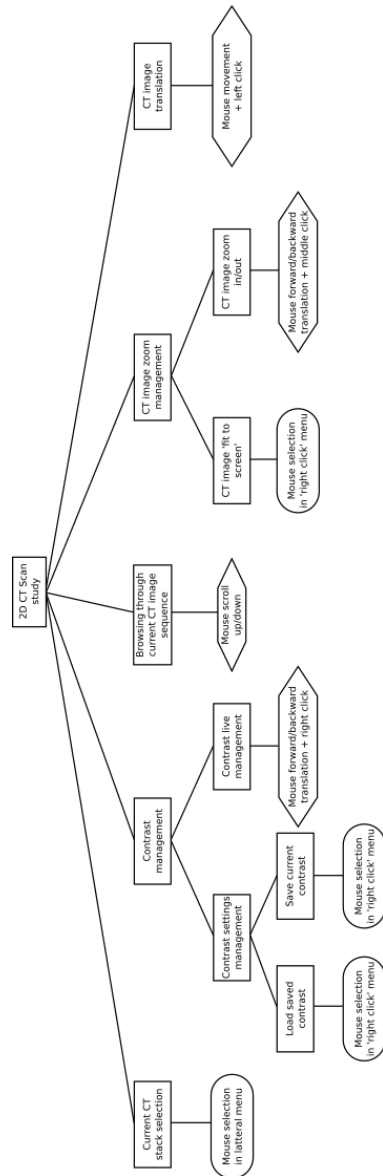 2D CT Scan
study
Current CT
stack selection
Contrast
management
Browsing through
current CT image
sequence
CT image zoom
management
CT image
translation
Mouse selection
in latteral menu
Contrast settings
management
Contrast live
management
Mouse scroll
up/down
CT image 'fit to
screen'
CT image zoom
in/out
Mouse movement
+ left click
Load saved
contrast
Save current
contrast
Mouse forward/backward
translation + right click
Mouse selection
in 'right click' menu
Mouse forward/backward
translation + middle click
Mouse selection
in 'right click' menu
Mouse selection
in 'right click' menu